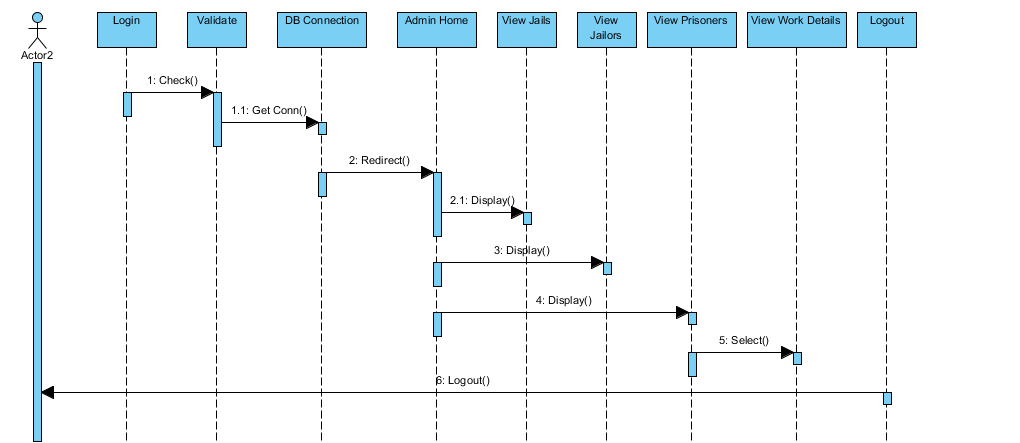 Login
Validate
DB Connection
Admin Home
View Jails
View
Jailors
View Prisoners
View Work Details
Logout
Actor2
1: Check()
1.1: Get Conn()
2: Redirect()
2.1: Display()
3: Display()
4: Display()
5: Select()
6: Logout()